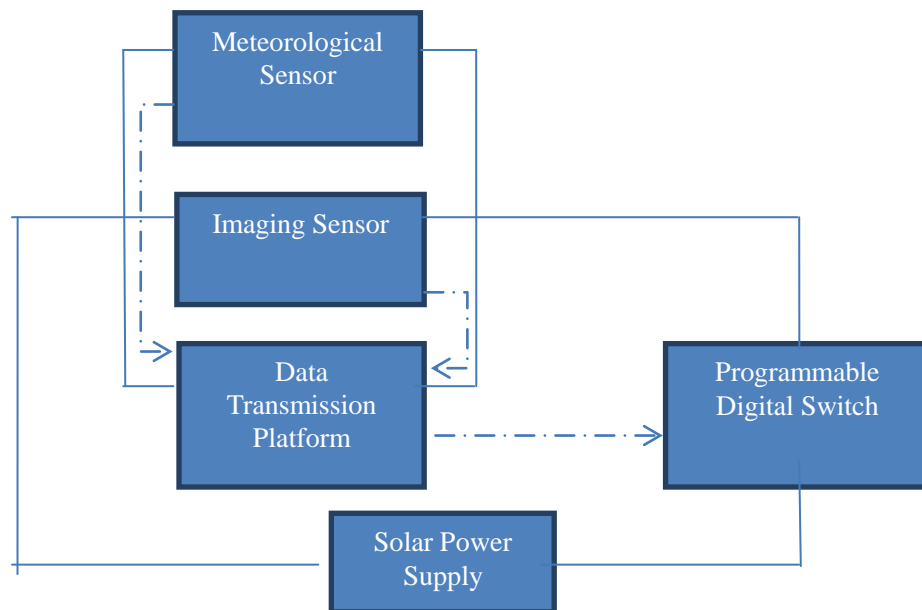 Meteorological
Sensor
Imaging Sensor
Data
Transmission
Platform
Programmable
Digital Switch
Solar Power
Supply